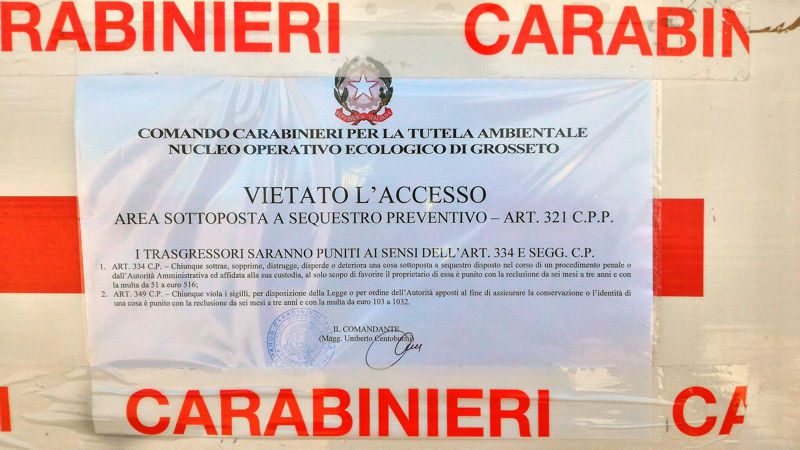 RABINIERI CARABIN
REPUBBLICA ITALIANA
COMANDO CARABINIERI PER LA TUTELA AMBIENTALE
NUCLEO OPERATIVO ECOLOGICO DI GROSSETO
VIETATO L'ACCESSO
AREA SOTTOPOSTA A SEQUESTRO PREVENTIVO – ART. 321 C.P.P.
I TRASGRESSORI SARANNO PUNITI AI SENSI DELL'ART. 334 E SEGG. C.P.
1. ART. 334 C.P. – Chiunque sottrae, sopprime, distrugge, disperde o deteriora una cosa sottoposta a sequestro disposto nel corso di un procedimento penale o
dall'Autorità Amministrativa ed affidata alla sua custodia, al solo scopo di favorire il proprietario di essa è punito con la reclusione da sei mesi a tre anni e con
la multa da 51 a euro 516;
2. ART. 349 C.P. – Chiunque viola i sigilli, per disposizione della Legge o per ordine dell'Autorità apposti al fine di assicurare la conservazione o l'identità di
una cosa è punito con la reclusione da sei mesi a tre anni e con la multa da euro 103 a 1032.
IL COMANDANTE
(Magg. Umberto Centobuchi)
I CARABINIERI CA